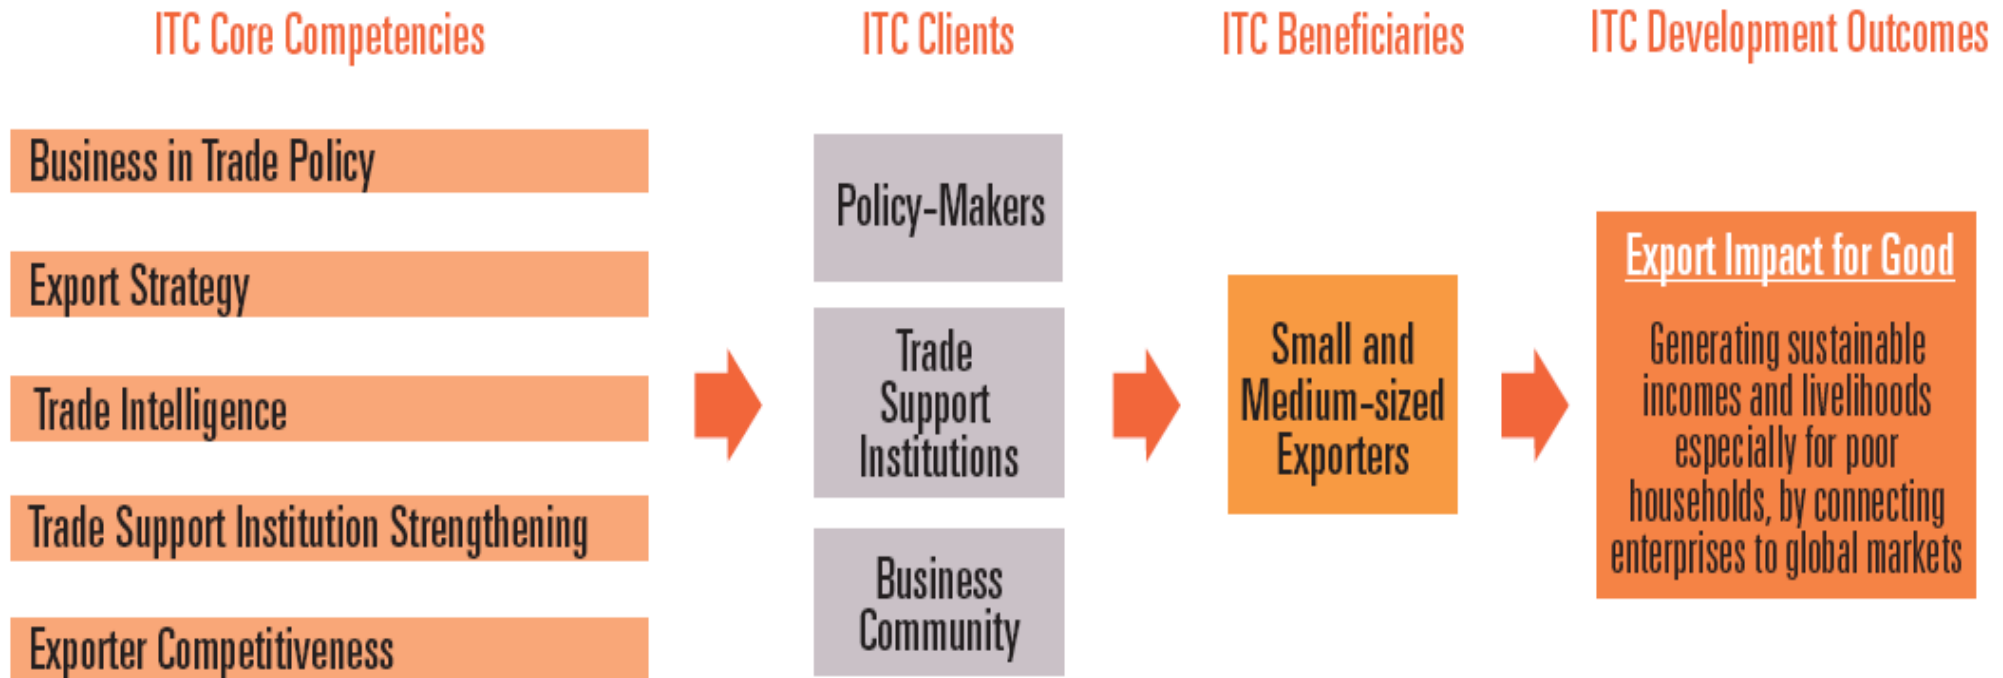 ITC Core Competencies
ITC Clients
ITC Beneficiaries
ITC Development Outcomes
Business in Trade Policy
Export Strategy
Trade Intelligence
Trade Support Institution Strengthening
Exporter Competitiveness
Policy-Makers
Trade
Support
Institutions
Business
Community
Small and
Medium-sized
Exporters
Export Impact for Good
Generating sustainable
incomes and livelihoods
especially for poor
households, by connecting
enterprises to global markets